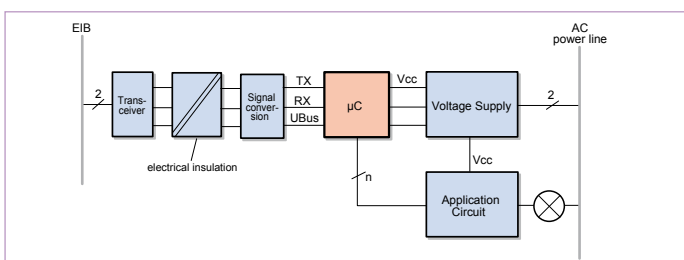 EIB
AC
power line
2
Trans-
ceiver
electrical insulation
Signal
conver-
sion
TX
RX
UBus
µC
Vcc
Voltage Supply
2
Vcc
n
Application
Circuit